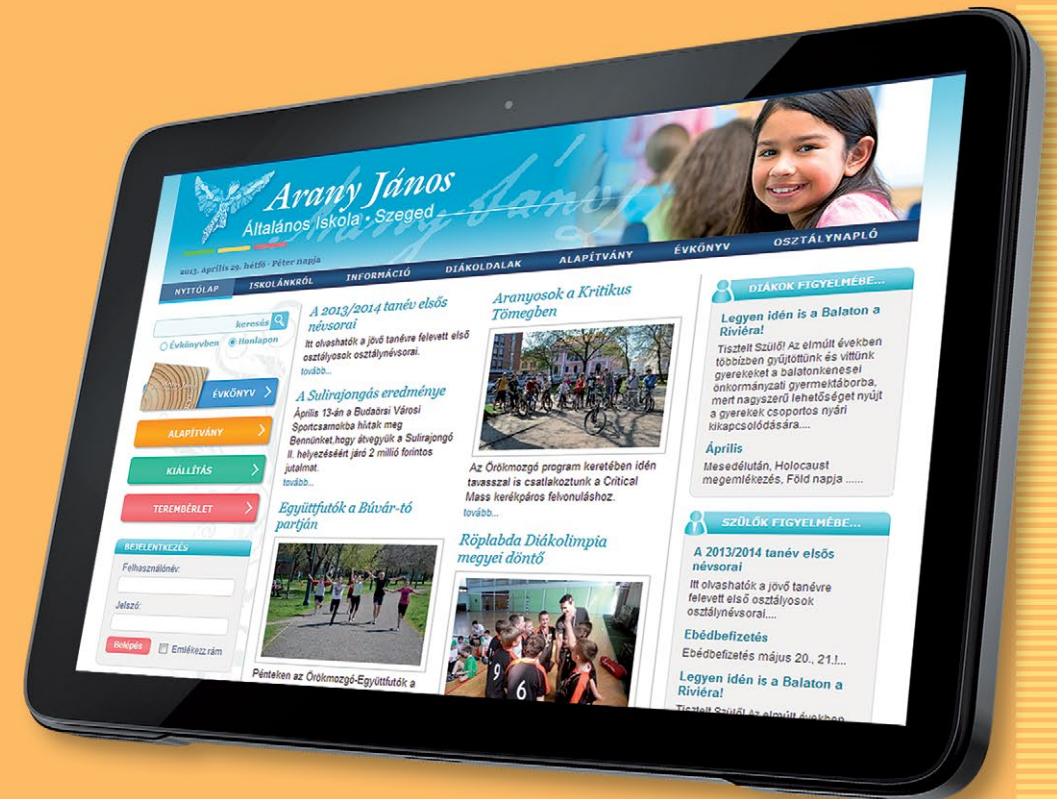 Arany János
Általános Iskola • Szeged
2013. április 29. hétfő - Péter napja
NYITÓLAP
ISKOLÁNKRÓL
INFORMÁCIÓ
DIÁKOLDALAK
ALAPÍTVÁNY
ÉVKÖNYV
OSZTÁLYNAPLÓ
keresés
Évkönyvben
Honlapon
ÉVKÖNYV
ALAPÍTVÁNY
KIÁLLÍTÁS
TEREMBÉRLET
BEJELENTKEZÉS
Felhasználónév:
Jelszó:
Belépés
Emlékezz rám
A 2013/2014 tanév elsős
névsorai
Itt olvashatók a jövő tanévre felevett első
osztályosok osztálynévsorai.
tovább...
A Sulirajongás eredménye
Április 13-án a Budaörsi Városi
Sportcsarnokba hívtak meg
Bennünket,hogy átvegyük a Sulirajongó
II. helyezéséért járó 2 millió forintos
jutalmat.
tovább...
Együttfutók a Búvár-tó
partján
Pénteken az Örökmozgó-Együttfutók a
Aranyosok a Kritikus
Tömegben
Az Örökmozgó program keretében idén
tavasszal is csatlakoztunk a Critical
Mass kerékpáros felvonuláshoz.
tovább...
Röplabda Diákolimpia
megyei döntő
9
6
DIÁKOK FIGYELMÉBE...
Legyen idén is a Balaton a
Riviéra!
Tisztelt Szülő! Az elmúlt években
többizben gyűjtöttünk és vittünk
gyerekeket a balatonkenesei
önkormányzati gyermektáborba,
mert nagyszerű lehetőséget nyújt
a gyerekek csoportos nyári
kikapcsolódására....
Április
Mesedélután, Holocaust
megemlékezés, Föld napja ......
SZÜLŐK FIGYELMÉBE...
A 2013/2014 tanév elsős
névsorai
Itt olvashatók a jövő tanévre
felevett első osztályosok
osztálynévsorai....
Ebédbefizetés
Ebédbefizetés május 20., 21.!...
Legyen idén is a Balaton a
Riviéra!
Tisztelt Szülő! Az elmúlt években